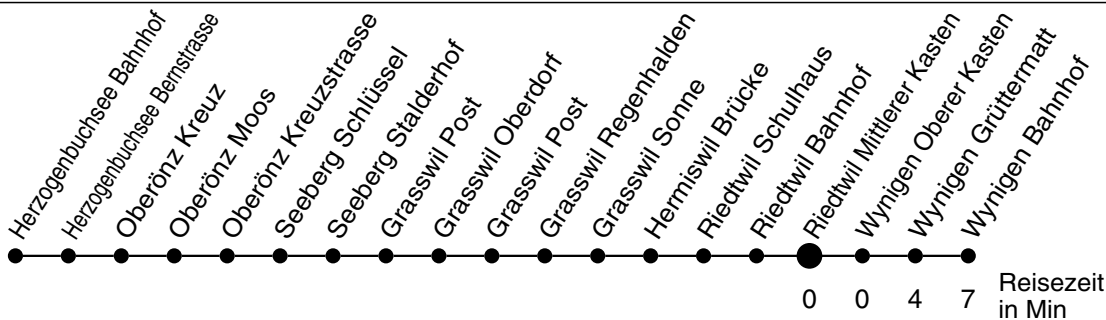 Herzogenbuchsee Bahnhof
Herzogenbuchsee Bernstrasse
Oberönz Kreuz
Oberönz Moos
Oberönz Kreuzstrasse
Seeberg Schlüssel
Seeberg Stalderhof
Grasswil Post
Grasswil Oberdorf
Grasswil Post
Grasswil Regenhalden
Grasswil Sonne
Hermiswil Brücke
Riedtwil Schulhaus
Riedtwil Bahnhof
Riedtwil Mittlerer Kasten
Wynigen Oberer Kasten
Wynigen Grüttermatt
Wynigen Bahnhof
0 0 4 7 Reisezeit
in Min